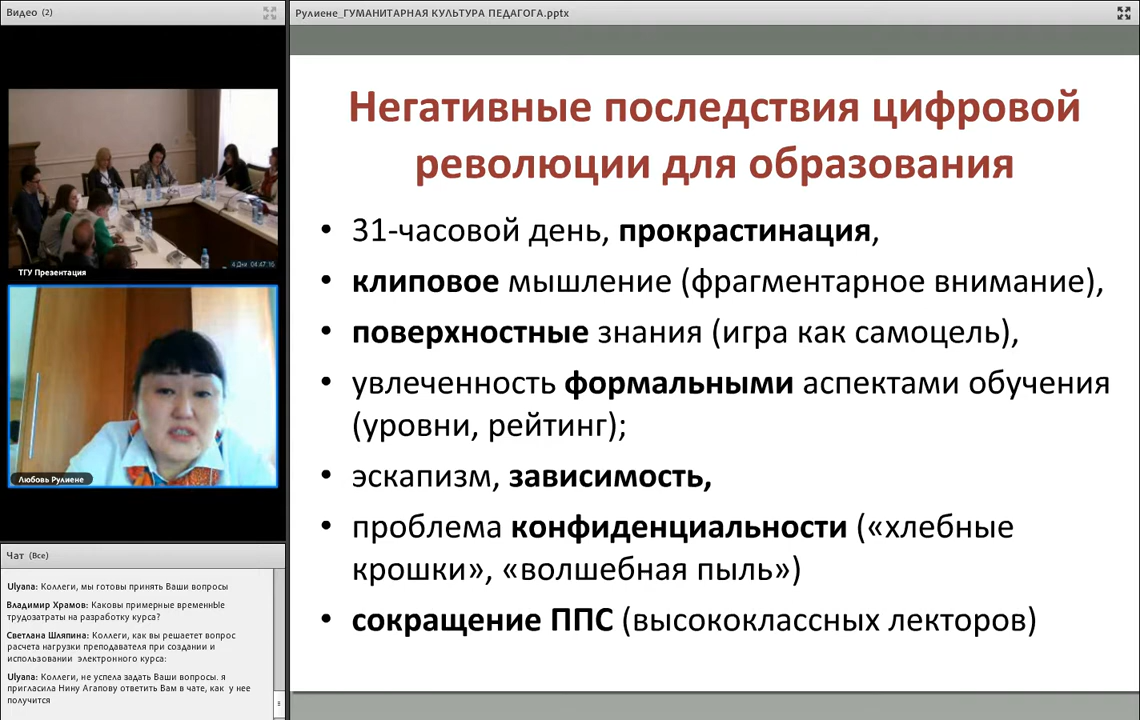 Видео (2)
ТГУ Презентация
4 Дни 04:47:16
Любовь Рулиене
Чат (Все)
Ulyana: Коллеги, мы готовы принять Ваши вопросы
Владимир Храмов: Каковы примерные временные
трудозатраты на разработку курса?
Светлана Шляпина: Коллеги, как вы решаетет вопрос
расчета нагрузки преподавателя при создании и
использовании электронного курса:
Ulyana: Коллеги, не успела задать Ваши вопросы. я
пригласила Нину Агапову ответить Вам в чате, как у нее
получится
Рулиене_ГУМАНИТАРНАЯ КУЛЬТУРА ПЕДАГОГА.pptx
Негативные последствия цифровой
революции для образования
• 31-часовой день, прокрастинация,
• клиповое мышление (фрагментарное внимание),
• поверхностные знания (игра как самоцель),
• увлеченность формальными аспектами обучения
(уровни, рейтинг);
• эскапизм, зависимость,
• проблема конфиденциальности («хлебные
крошки», «волшебная пыль»)
• сокращение ППС (высококлассных лекторов)